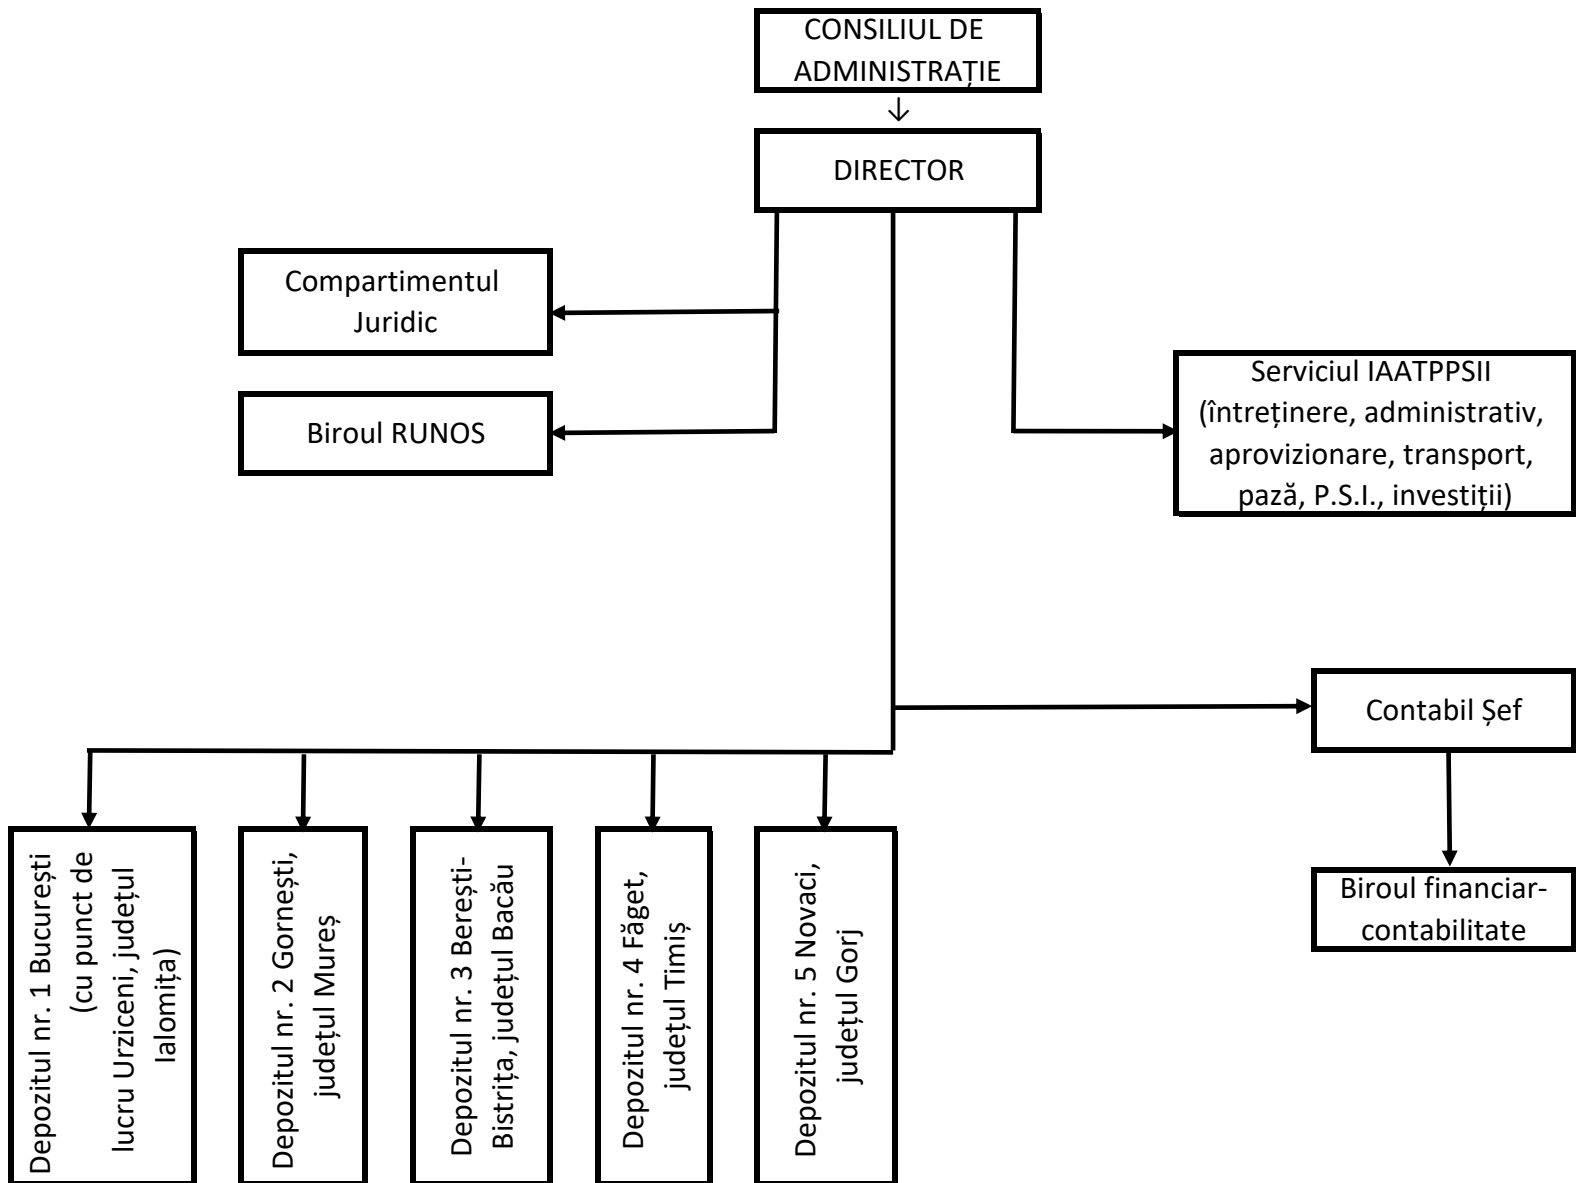 CONSILIUL DE
ADMINISTRAȚIE
DIRECTOR
Compartimentul
Juridic
Biroul RUNOS
Serviciul IAATPPSII
(întreținere, administrativ,
aprovizionare, transport,
pază, P.S.I., investiții)
Contabil Șef
Biroul financiar-
contabilitate
Depozitul nr. 1 București
(cu punct de
lucru Urziceni, județul
Ialomița)
Depozitul nr. 2 Gornești,
județul Mureș
Depozitul nr. 3 Berești-
Bistrița, județul Bacău
Depozitul nr. 4 Făget,
județul Timiș
Depozitul nr. 5 Novaci,
județul Gorj